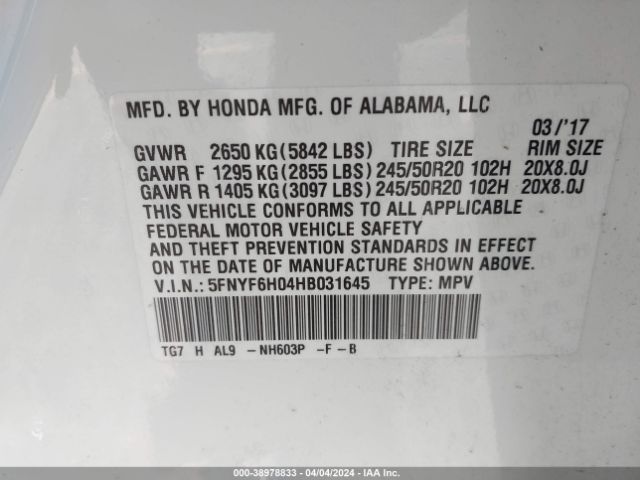 MFD. BY HONDA MFG. OF ALABAMA, LLC
03/'17
GVWR 2650 KG(5842 LBS) TIRE SIZE RIM SIZE
GAWR F 1295 KG(2855 LBS)245/50R20 102H 20X8.0J
GAWR R 1405 KG(3097 LBS)245/50R20 102H 20X8.0J
THIS VEHICLE CONFORMS TO ALL APPLICABLE
FEDERAL MOTOR VEHICLE SAFETY
AND THEFT PREVENTION STANDARDS IN EFFECT
ON THE DATE OF MANUFACTURE SHOWN ABOVE.
V.I.N.: 5FNYF6H04HB031645 TYPE: MPV
TG7 H AL9 -NH603P -F-B
000-38978833 - 04/04/2024 - IAA Inc.